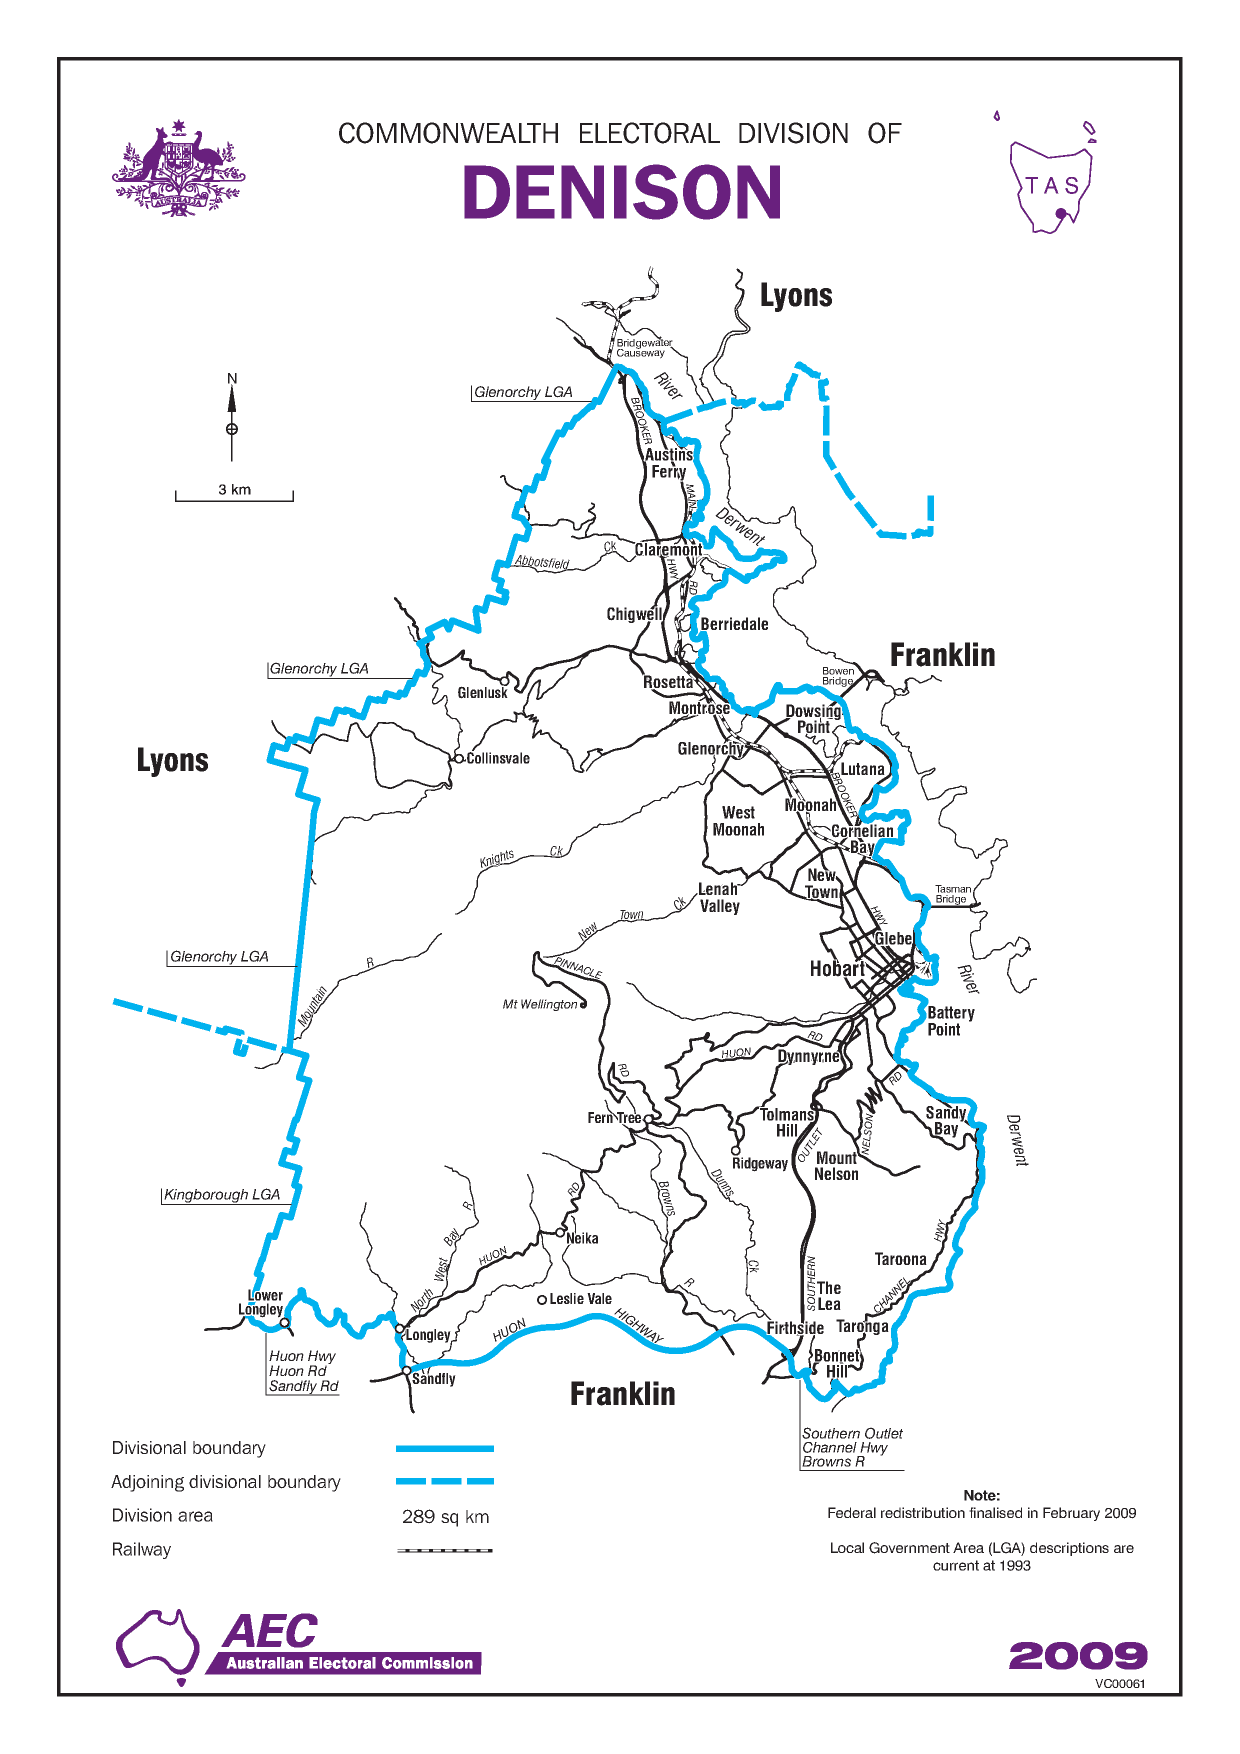 COMMONWEALTH ELECTORAL DIVISION OF
DENISON
AUSTRALIA
TAS
Lyons
Bridgewater
Causeway
River
N
Glenorchy LGA
BROOKER
3 km
Austins
Ferry
MAIN
Derwent
Abbotsfield
Ck
Claremont
HWY
RD
Chigwell
Berriedale
Franklin
Glenorchy LGA
Bowen
Bridge
Glenlusk
Rosetta
Montrose
Dowsing
Point
Lyons
Collinsvale
Glenorchy
Lutana
BROOKER
West
Moonah
Moonah
Cornelian
Bay
Knights
Ck
New
Town
Lenah
Valley
Tasman
Bridge
New
Town
Ck
HWY
Glebe
Glenorchy LGA
R
Mountain
PINNACLE
Hobart
River
Mt Wellington
Battery
Point
RD
HUON
RD
Dynnyrne
RD
Fern Tree
Tolmans
Hill
Sandy
Bay
Derwent
NELSON
OUTLET
Ridgeway
Mount
Nelson
Kingborough LGA
RD
Browns
Dunns
R
Bay
West
North
HUON
Neika
HWY
Taroona
Ck
R
SOUTHERN
CHANNEL
The
Lea
Lower
Longley
Leslie Vale
Longley
HUON
HIGHWAY
Firthside
Taronga
Bonnet
Hill
Huon Hwy
Huon Rd
Sandfly Rd
Sandfly
Franklin
Southern Outlet
Channel Hwy
Browns R
Divisional boundary
Adjoining divisional boundary
Division area 289 sq km
Railway
Note:
Federal redistribution finalised in February 2009
Local Government Area (LGA) descriptions are
current at 1993
AEC
Australian Electoral Commission
2009
VC00061